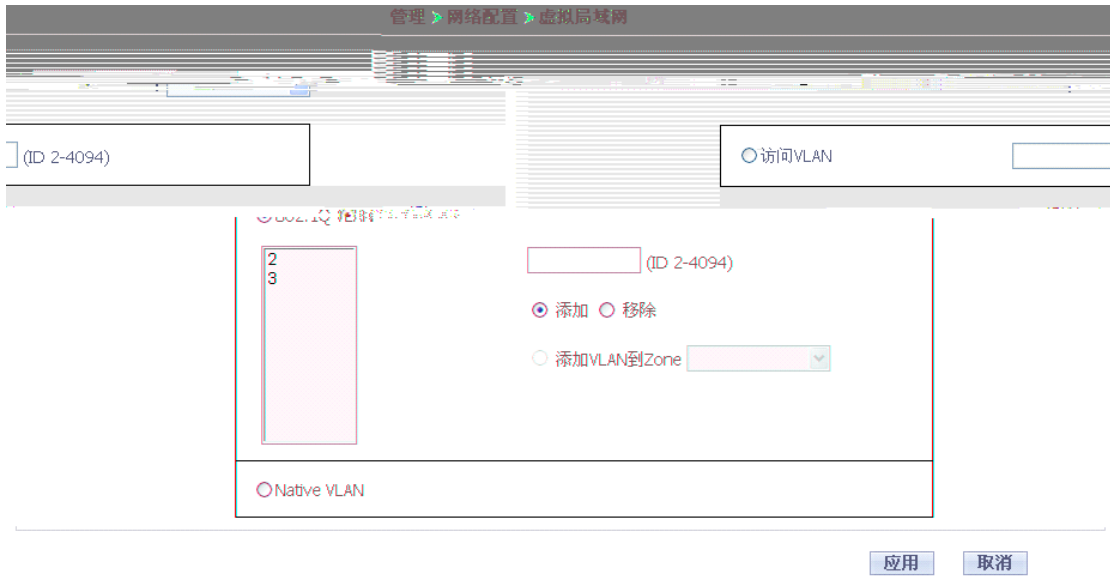 管理 > 网络配置 > 虚拟局域网
(ID 2-4094)
访问VLAN
802.1Q
2
3
(ID 2-4094)
添加 移除
添加VLAN到Zone
Native VLAN
应用 取消